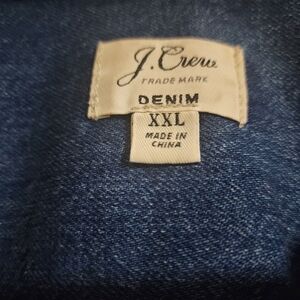 J.Crew
TRADE MARK
DENIM
XXL
MADE IN
CHINA